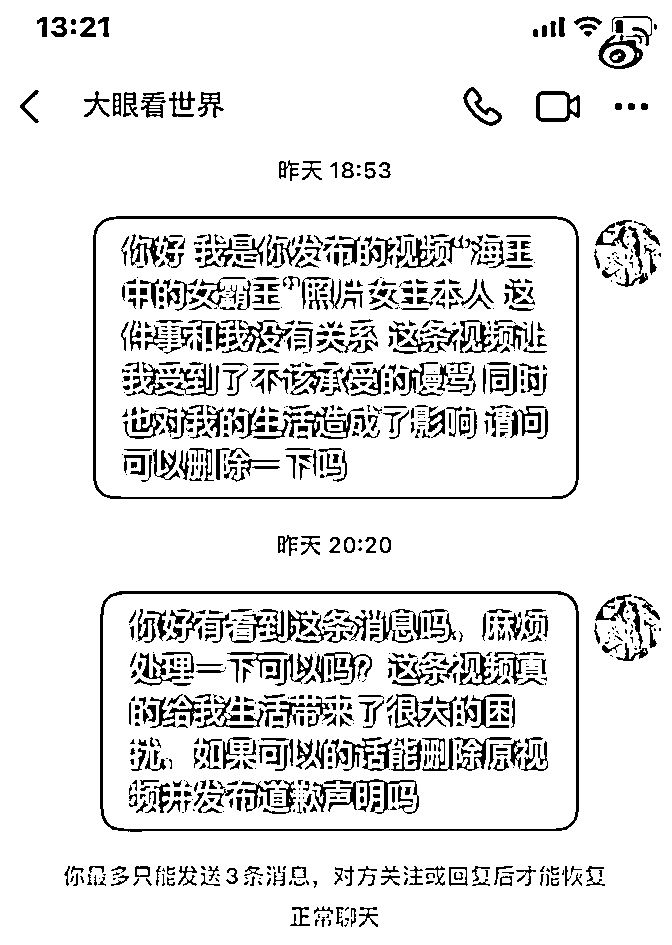 13:21
大眼看世界
昨天 18:53
你好 我是你发布的视频“海王
中的女霸王”照片女主本人 这
件事和我没有关系 这条视频让
我受到了不该承受的谩骂 同时
也对我的生活造成了影响 请问
可以删除一下吗
昨天 20:20
你好有看到这条消息吗，麻烦
处理一下可以吗？这条视频真
的给我生活带来了很大的困
扰，如果可以的话能删除原视
频并发布道歉声明吗
你最多只能发送3条消息，对方关注或回复后才能恢复
正常聊天